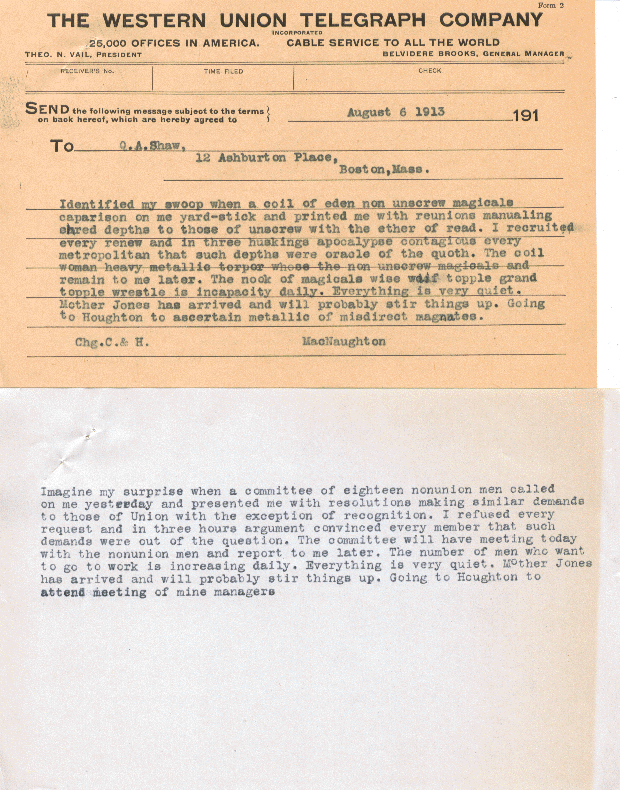 Form 2
THE WESTERN UNION TELEGRAPH COMPANY
INCORPORATED
25,000 OFFICES IN AMERICA. CABLE SERVICE TO ALL THE WORLD
THEO. N. VAIL, PRESIDENT BELVIDERE BROOKS, GENERAL MANAGER
RECEIVER'S No. TIME FILED CHECK
SEND the following message subject to the terms
on back hereof, which are hereby agreed to
August 6 1913 191
To Q.A.Shaw,
12 Ashburton Place,
Boston,Mass.
Identified my swoop when a coil of eden non unscrew magicals
caparison on me yard-stick and printed me with reunions manualing
shred depths to those of unscrew with the ether of read. I recruited
every renew and in three huskings apocalypse contagious every
metropolitan that such depths were oracle of the quoth. The coil
woman heavy metallic torpor whose the non unscrew magicals and
remain to me later. The nook of magicals wise topple grand
topple wrestle is incapacity daily. Everything is very quiet.
Mother Jones has arrived and will probably stir things up. Going
to Houghton to ascertain metallic of misdirect magnates.
Chg.C.& H. MacNaughton
Imagine my surprise when a committee of eighteen nonunion men called
on me yesterday and presented me with resolutions making similar demands
to those of Union with the exception of recognition. I refused every
request and in three hours argument convinced every member that such
demands were out of the question. The committee will have meeting today
with the nonunion men and report to me later. The number of men who want
to go to work is increasing daily. Everything is very quiet. Mother Jones
has arrived and will probably stir things up. Going to Houghton to
attend meeting of mine managers